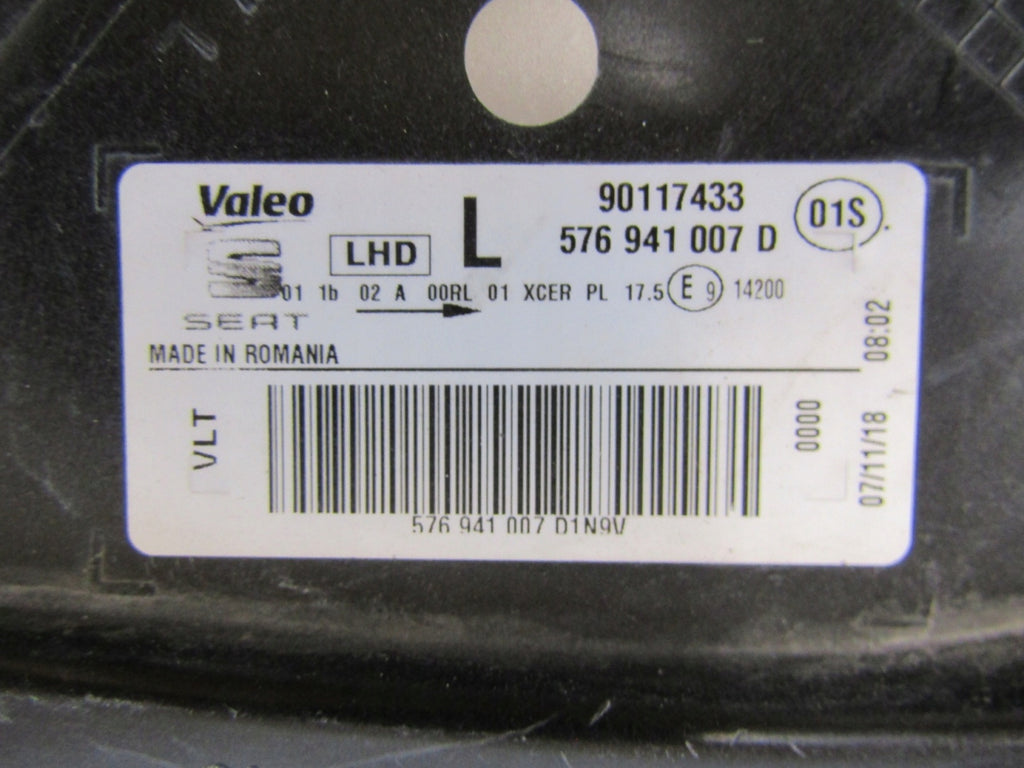 Valeo
LHD
L
90117433
576 941 007 D
01S
01 1b 02 A 00RL 01 XCER PL 17.5 E 9 14200
SEAT
MADE IN ROMANIA
VLT
0000
08:02
07/11/18
576 941 007 D1N9V